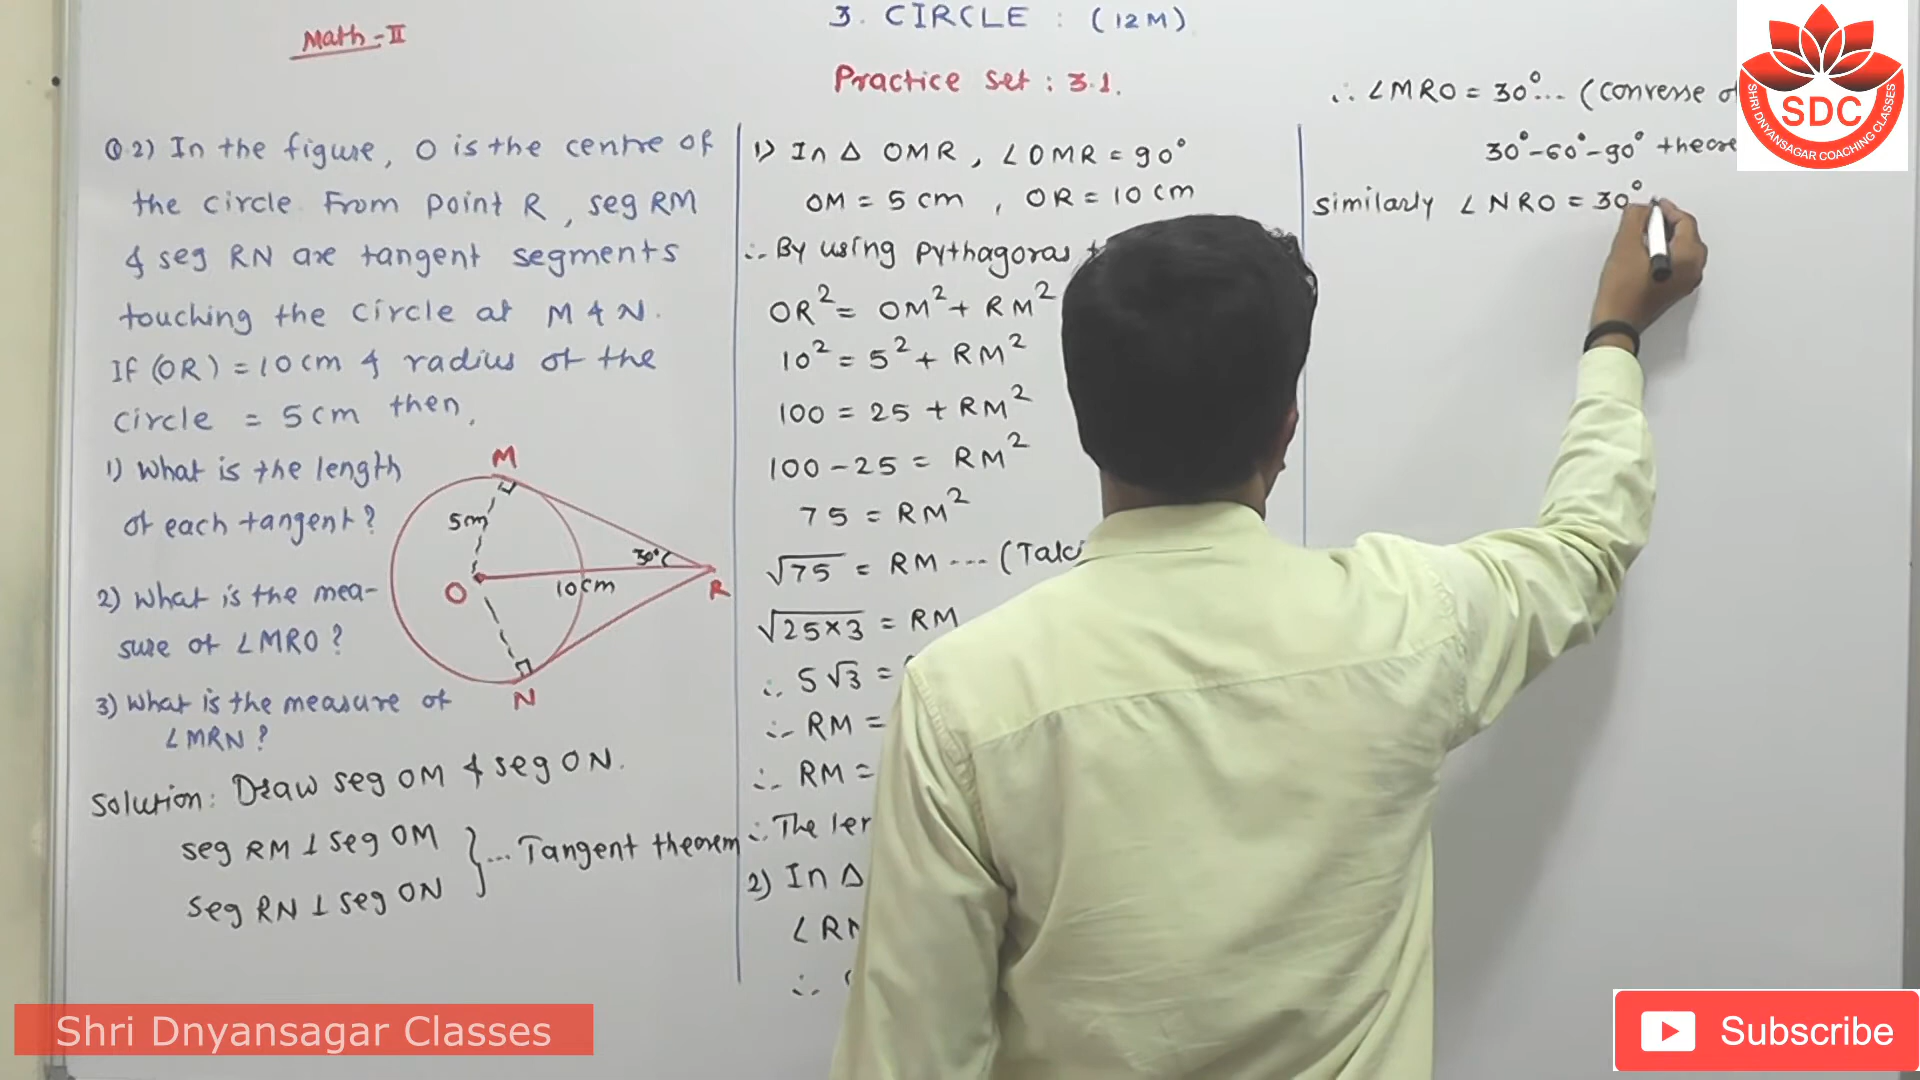 Math-II
3. CIRCLE : (12M)
Practice set : 3.1.
Q.2) In the figure, O is the centre of
the circle. From point R, seg RM
& seg RN are tangent segments
touching the circle at M & N.
If (OR) = 10 cm & radius of the
circle = 5 cm then,
1) What is the length
of each tangent?
2) What is the mea-
sure of ∠MRO?
3) What is the measure of
∠MRN?
M
5cm
O
10cm
30°
R
N
Solution: Draw seg OM & seg ON.
seg RM ⊥ seg OM
seg RN ⊥ seg ON
} ... Tangent theorem
1) In △ OMR, ∠OMR = 90°
OM = 5 cm , OR = 10 cm
∴ By using pythagoras
OR² = OM² + RM²
10² = 5² + RM²
100 = 25 + RM²
100 - 25 = RM²
75 = RM²
√75 = RM ... (
√25×3 = RM
∴ 5√3 =
∴ RM =
∴ RM =
∴ The
2) In △
∠
∴
∴ ∠MRO = 30° ... (converse of
30°-60°-90°
similarly ∠NRO = 30°
SDC
SHRI DNYANSAGAR COACHING CLASSES
Shri Dnyansagar Classes
Subscribe